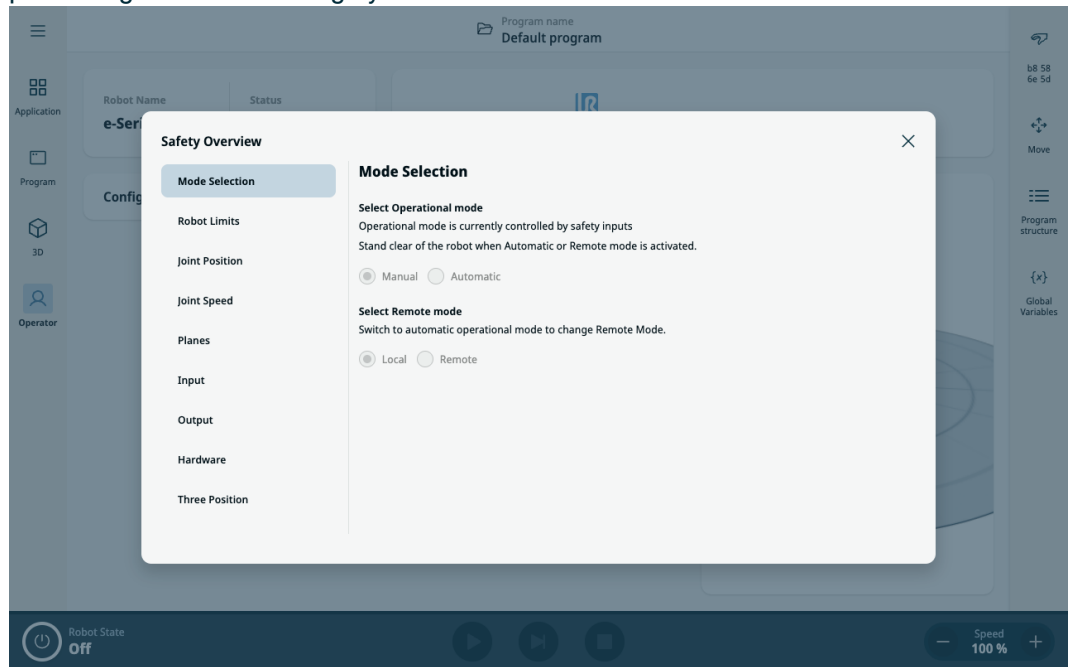 Program name
Default program
b8 58
6e 5d
Application
Robot Name
Status
e-Seri
Move
Program
Config
Program
structure
3D
Global
Variables
Operator
Safety Overview
Mode Selection
Robot Limits
Joint Position
Joint Speed
Planes
Input
Output
Hardware
Three Position
Mode Selection
Select Operational mode
Operational mode is currently controlled by safety inputs
Stand clear of the robot when Automatic or Remote mode is activated.
Manual Automatic
Select Remote mode
Switch to automatic operational mode to change Remote Mode.
Local Remote
Robot State
Off
Speed
100 %